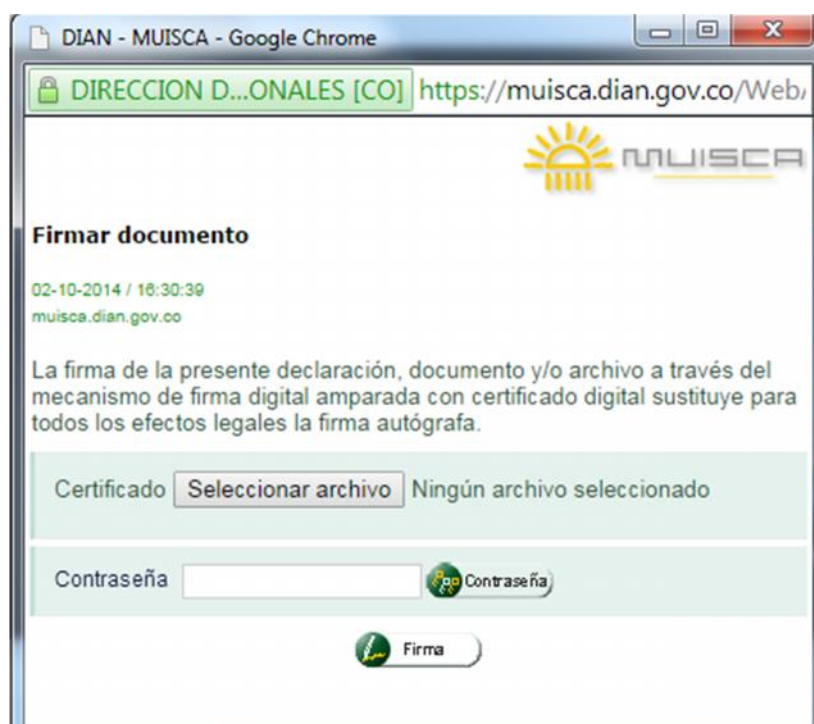 DIAN - MUISCA - Google Chrome
DIRECCION D...ONALES [CO] https://muisca.dian.gov.co/Web/
MUISCA
Firmar documento
02-10-2014 / 16:30:39
muisca.dian.gov.co
La firma de la presente declaración, documento y/o archivo a través del
mecanismo de firma digital amparada con certificado digital sustituye para
todos los efectos legales la firma autógrafa.
Certificado Seleccionar archivo Ningún archivo seleccionado
Contraseña Contraseña
Firma